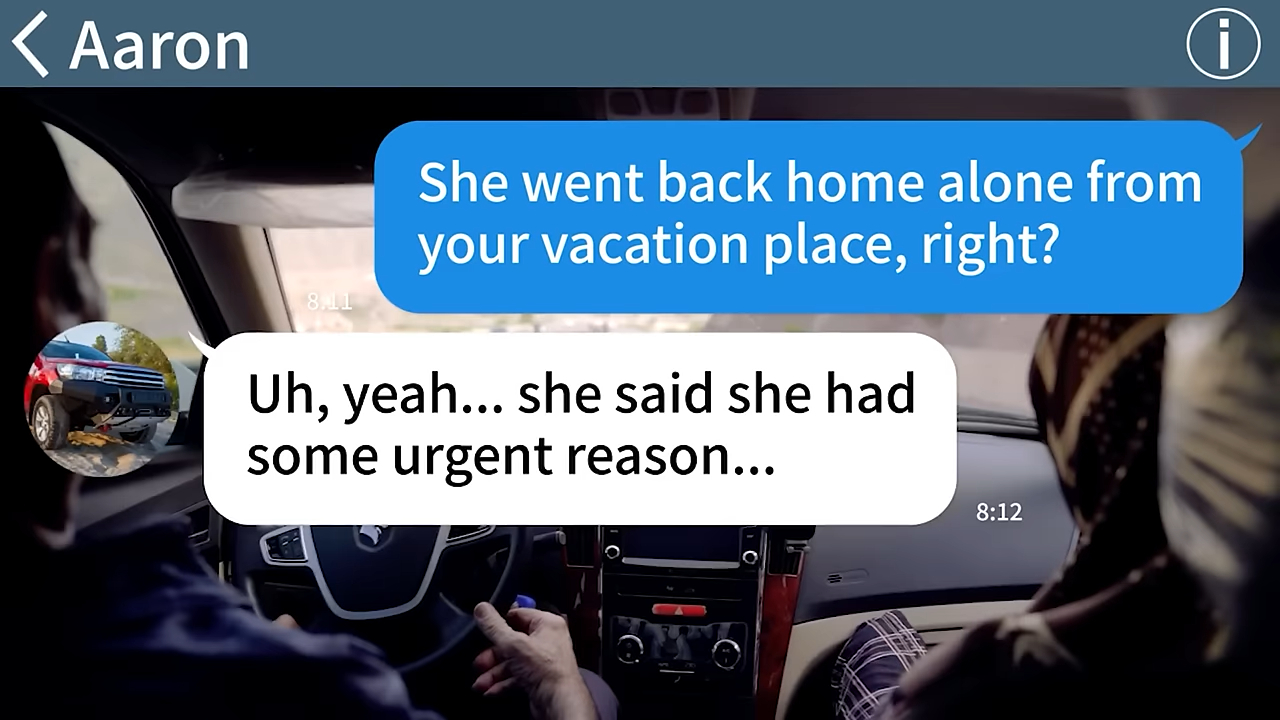 Aaron
She went back home alone from
your vacation place, right?
8:11
Uh, yeah... she said she had
some urgent reason...
8:12